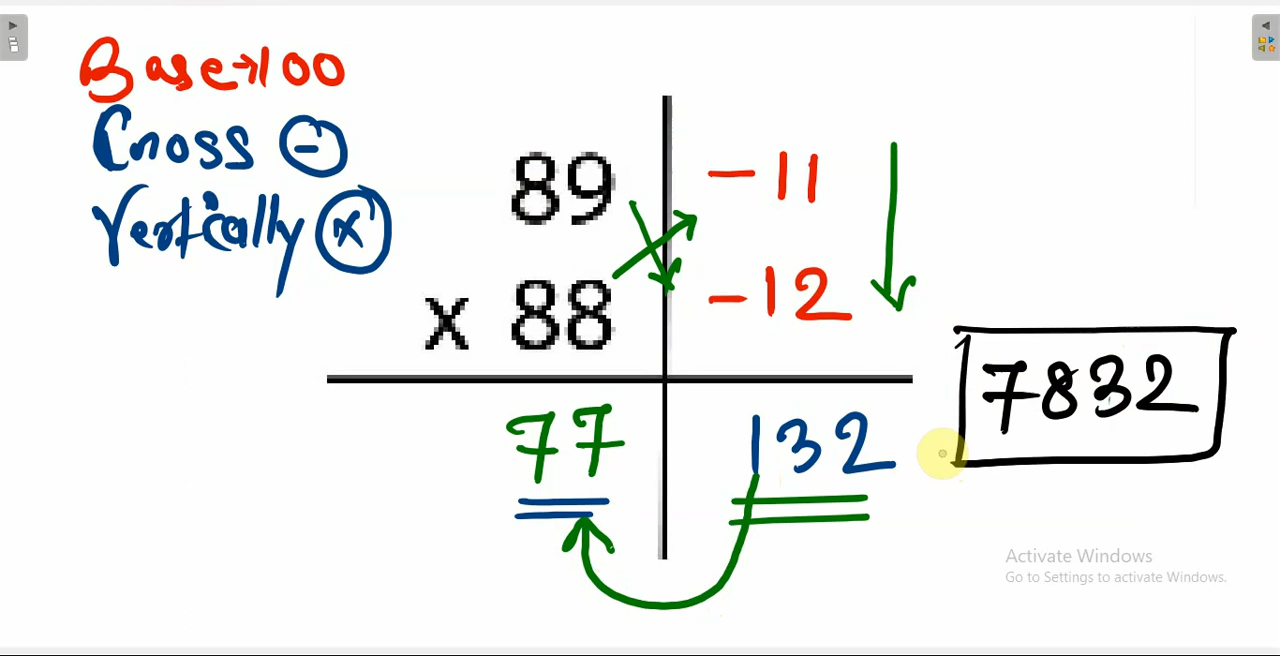 Base→100
Cross −
Vertically ×
89 -11
x 88 -12
77 132
7832
Activate Windows
Go to Settings to activate Windows.